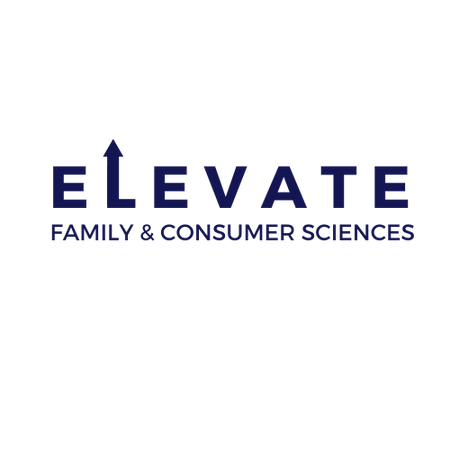 ELEVATE
FAMILY & CONSUMER SCIENCES